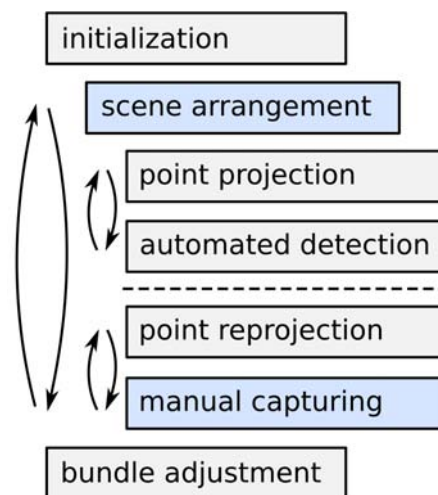 initialization
scene arrangement
point projection
automated detection
point reprojection
manual capturing
bundle adjustment